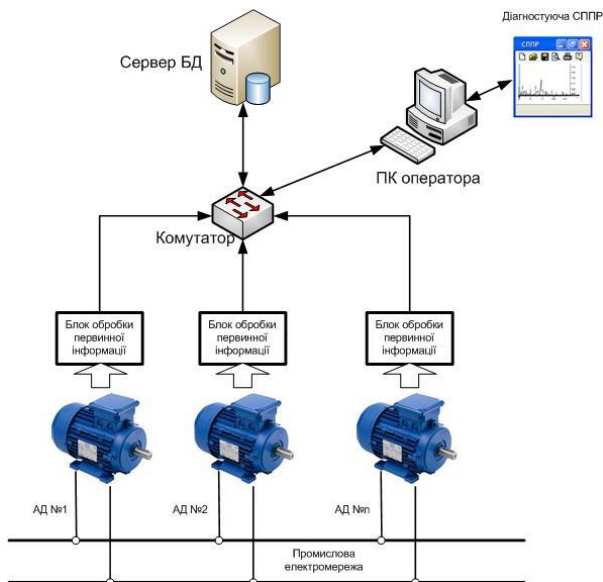 Діагностуюча СППР
СППР
Сервер БД
ПК оператора
Комутатор
Блок обробки
первинної
інформації
Блок обробки
первинної
інформації
Блок обробки
первинної
інформації
АД №1
АД №2
АД №n
Промислова
електромережа